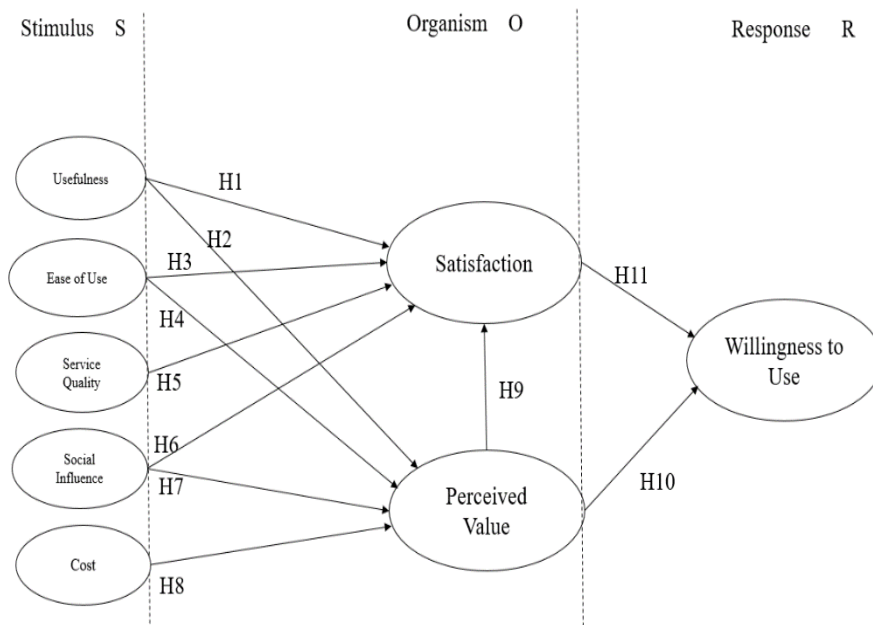 Stimulus S
Organism O
Response R
Usefulness
H1
H2
Ease of Use
H3
H4
Satisfaction
H11
Service
Quality
H5
Willingness to
Use
H9
Social
Influence
H6
H7
Perceived
Value
H10
Cost
H8